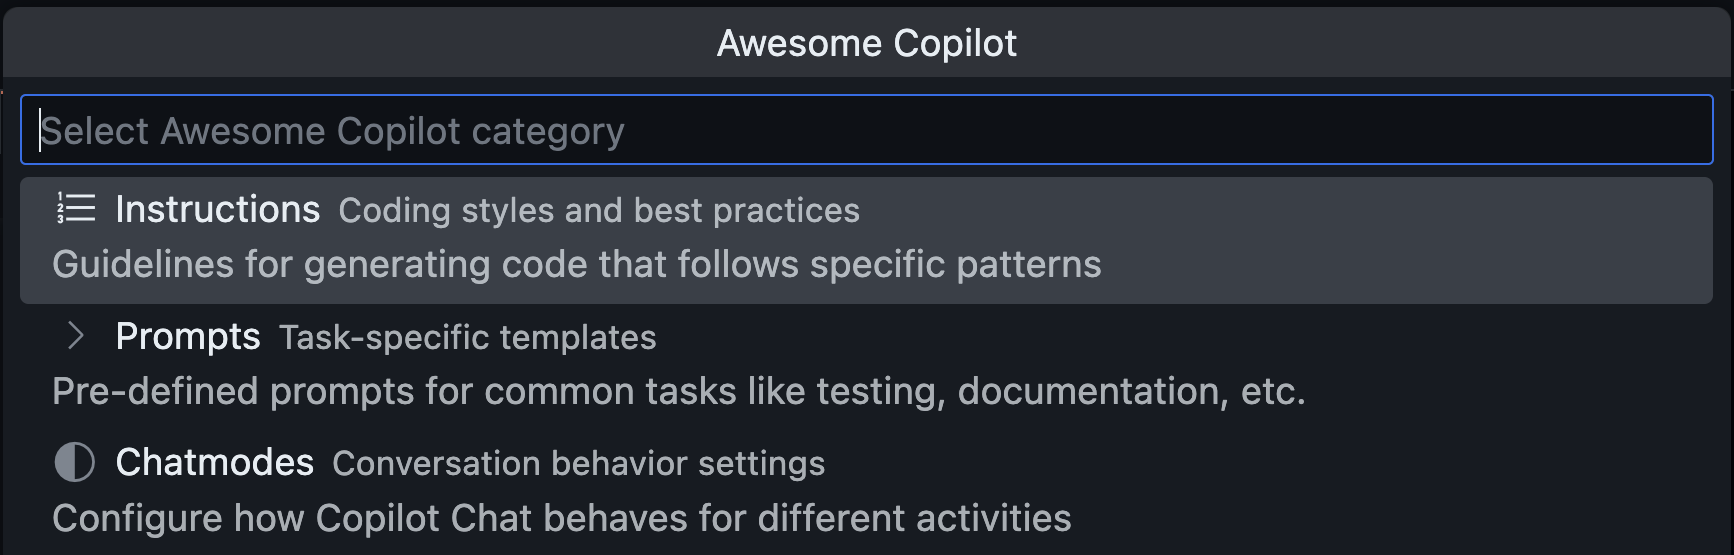 Awesome Copilot
Select Awesome Copilot category
Instructions Coding styles and best practices
Guidelines for generating code that follows specific patterns
Prompts Task-specific templates
Pre-defined prompts for common tasks like testing, documentation, etc.
Chatmodes Conversation behavior settings
Configure how Copilot Chat behaves for different activities